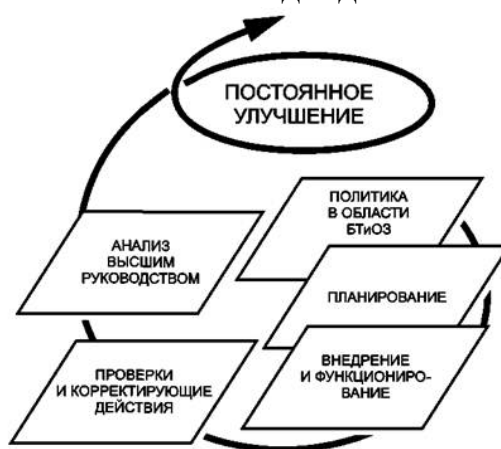 ПОСТОЯННОЕ
УЛУЧШЕНИЕ
ПОЛИТИКА
В ОБЛАСТИ
БТиОЗ
ПЛАНИРОВАНИЕ
ВНЕДРЕНИЕ
И ФУНКЦИОНИРО-
ВАНИЕ
ПРОВЕРКИ
И КОРРЕКТИРУЮЩИЕ
ДЕЙСТВИЯ
АНАЛИЗ
ВЫСШИМ
РУКОВОДСТВОМ